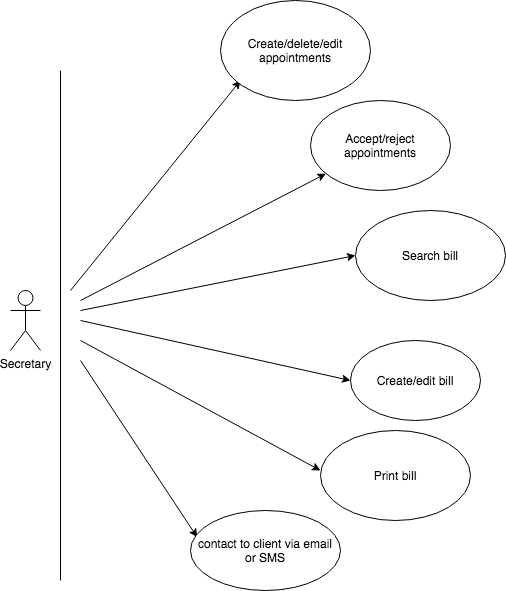 Create/delete/edit
appointments
Accept/reject
appointments
Search bill
Secretary
Create/edit bill
Print bill
contact to client via email
or SMS